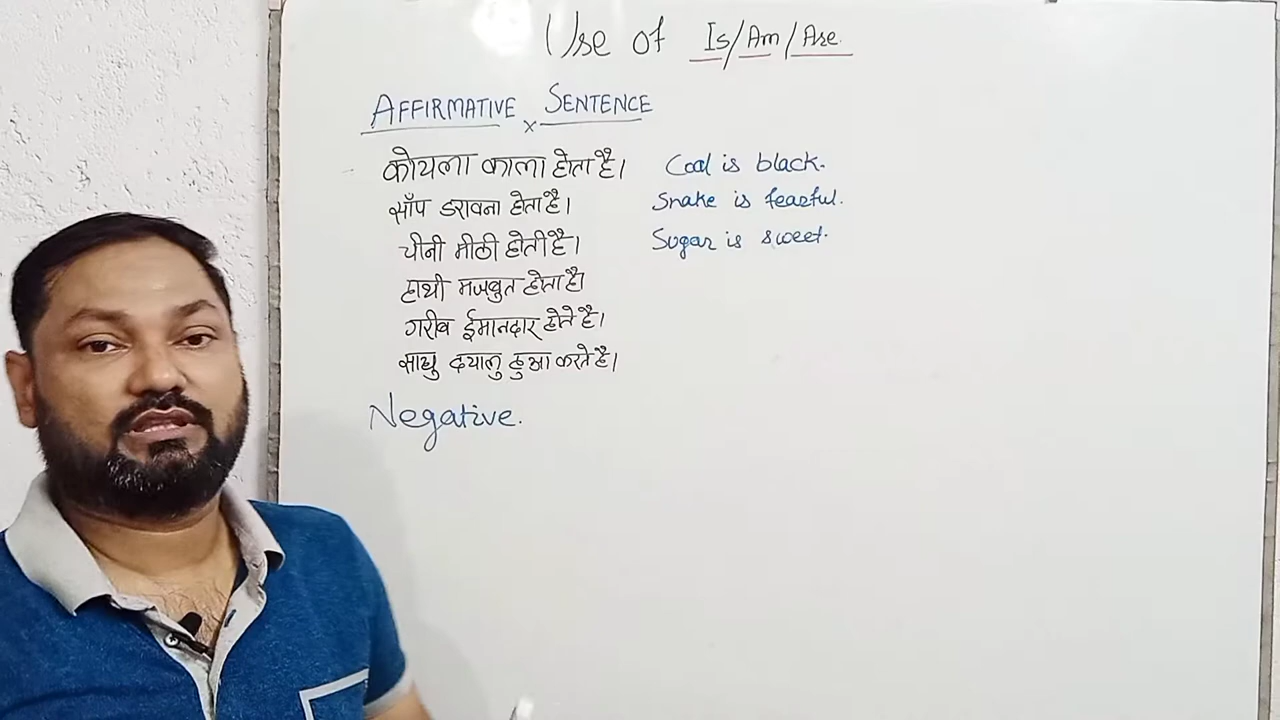 Use of Is/Am/Are.
AFFIRMATIVE x SENTENCE
कोयला काला होता है। Coal is black.
साँप डरावना होता है। Snake is fearful.
चीनी मीठी होती है। Sugar is sweet.
हाथी मजबुत होता है।
गरीब ईमानदार होते है।
साधु दयालु हुआ करते है।
Negative.